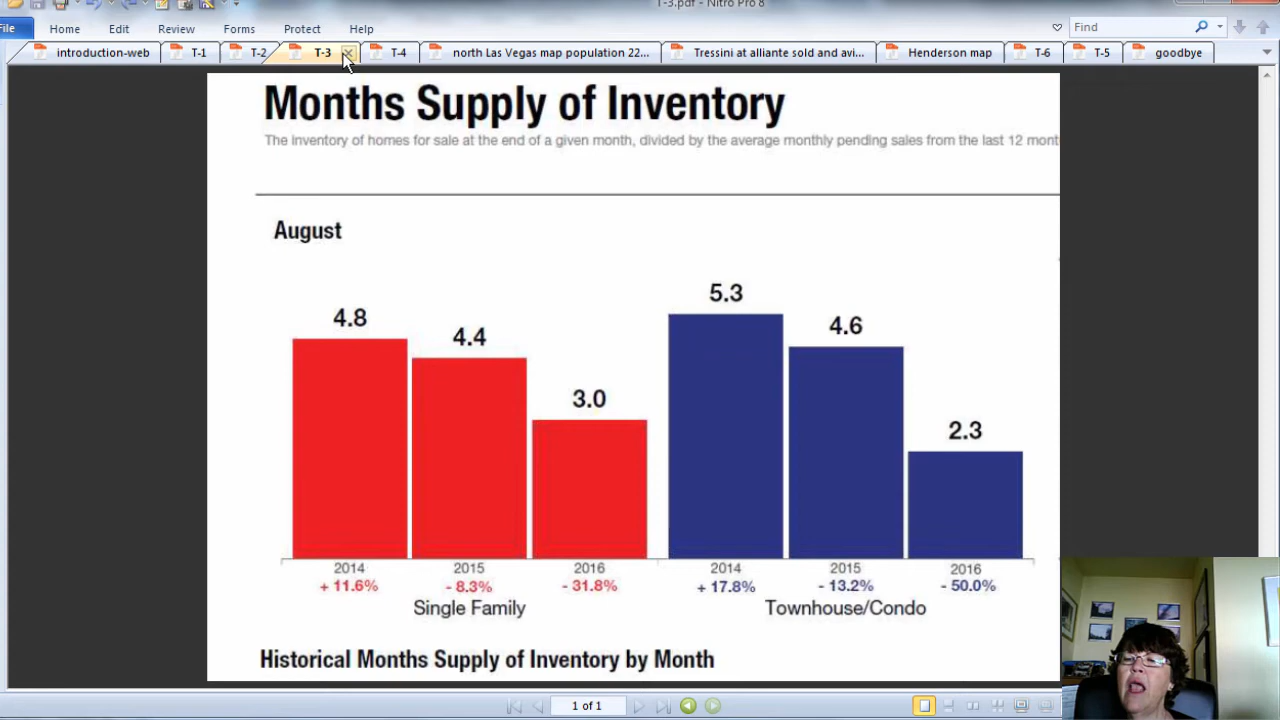 T-3.pdf - Nitro Pro 8
File Home Edit Review Forms Protect Help Find
introduction-web T-1 T-2 T-3 T-4 north Las Vegas map population 22... Tressini at alliante sold and avi... Henderson map T-6 T-5 goodbye
Months Supply of Inventory
The inventory of homes for sale at the end of a given month, divided by the average monthly pending sales from the last 12 mont
August
4.8 4.4 3.0 5.3 4.6 2.3
2014 2015 2016 2014 2015 2016
+ 11.6% - 8.3% - 31.8% + 17.8% - 13.2% - 50.0%
Single Family Townhouse/Condo
Historical Months Supply of Inventory by Month
1 of 1